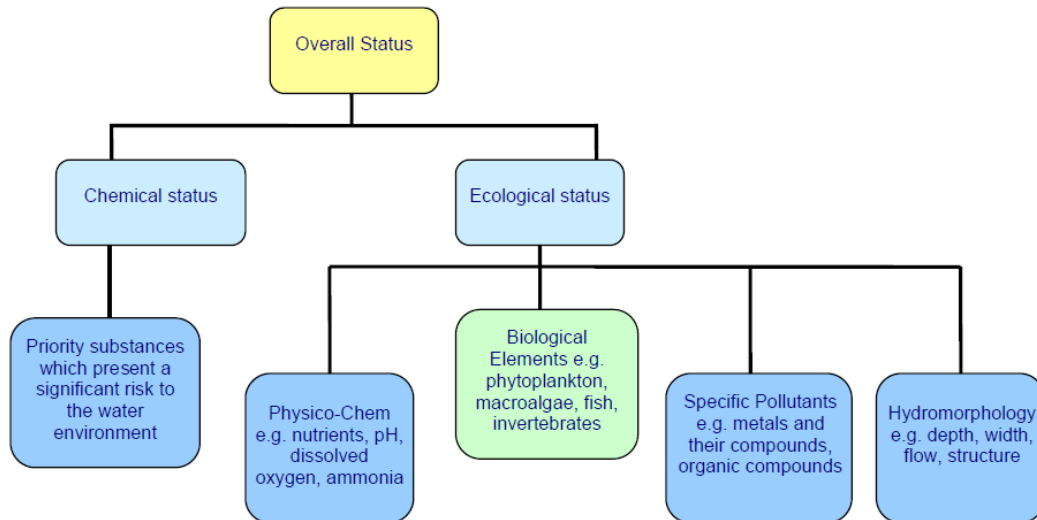 Overall Status
Chemical status
Ecological status
Priority substances
which present a
significant risk to
the water
environment
Physico-Chem
e.g. nutrients, pH,
dissolved
oxygen, ammonia
Biological
Elements e.g.
phytoplankton,
macroalgae, fish,
invertebrates
Specific Pollutants
e.g. metals and
their compounds,
organic compounds
Hydromorphology
e.g. depth, width,
flow, structure